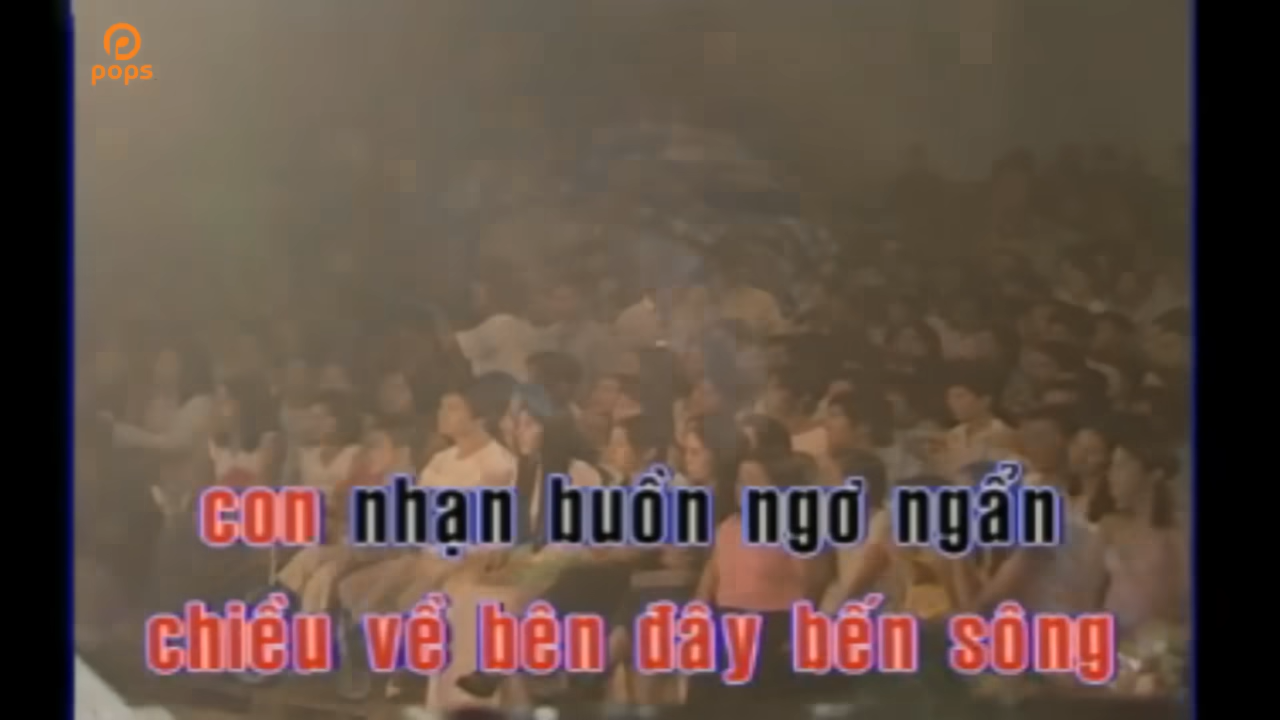 pops
con nhạn buồn ngơ ngẩn
chiều về bên đây bến sông